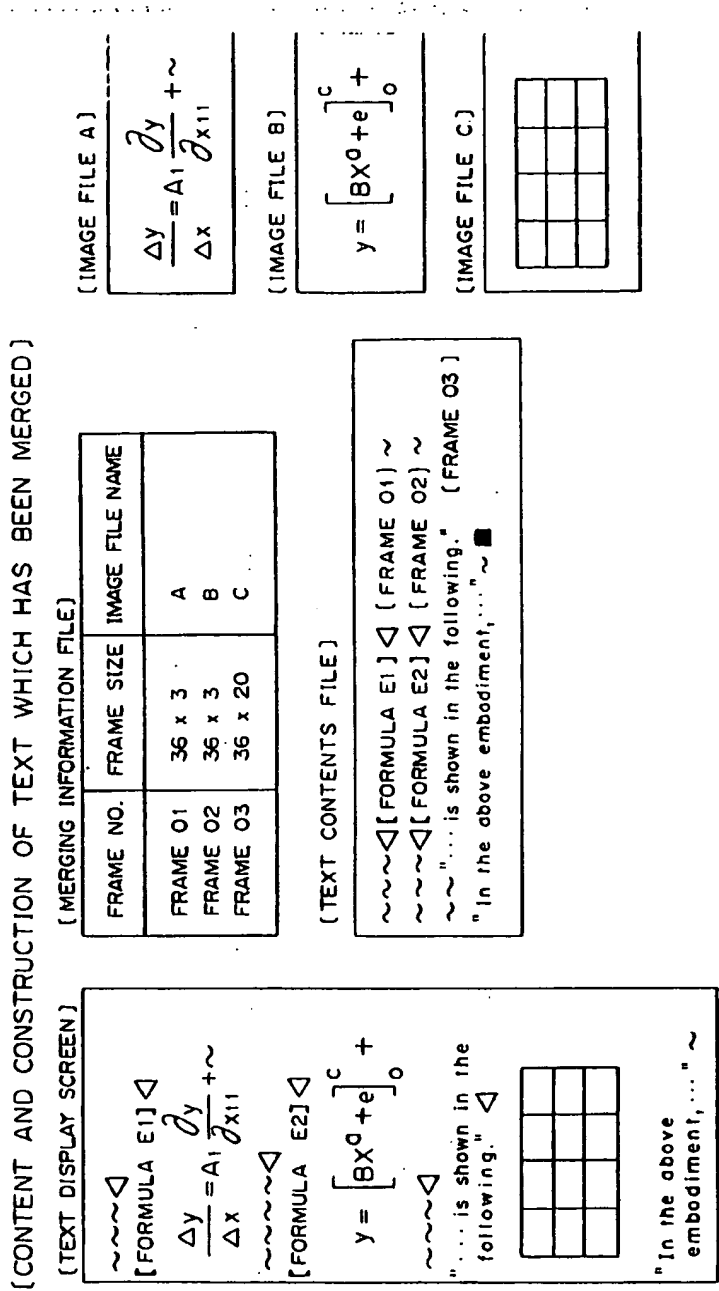 [CONTENT AND CONSTRUCTION OF TEXT WHICH HAS BEEN MERGED]
[TEXT DISPLAY SCREEN]
~~~~◁
[FORMULA E1]◁
Δy/Δx = A₁ ∂y/∂x₁₁ + ~
~~~~~◁
[FORMULA E2]◁
y = [BXᵃ + e]ᶜ₀ +
~~~~◁
"... is shown in the
following." ◁
"In the above
embodiment, ..." ~
[MERGING INFORMATION FILE]
FRAME NO. FRAME SIZE IMAGE FILE NAME
FRAME 01 36 x 3 A
FRAME 02 36 x 3 B
FRAME 03 36 x 20 C
[TEXT CONTENTS FILE]
~~~~◁[FORMULA E1]◁ [FRAME 01] ~
~~~~◁[FORMULA E2]◁ [FRAME 02] ~
~~"... is shown in the following." [FRAME 03]
"In the above embodiment, ..." ~ ■
[IMAGE FILE A]
Δy/Δx = A₁ ∂y/∂x₁₁ + ~
[IMAGE FILE B]
y = [BXᵃ + e]ᶜ₀ +
[IMAGE FILE C]